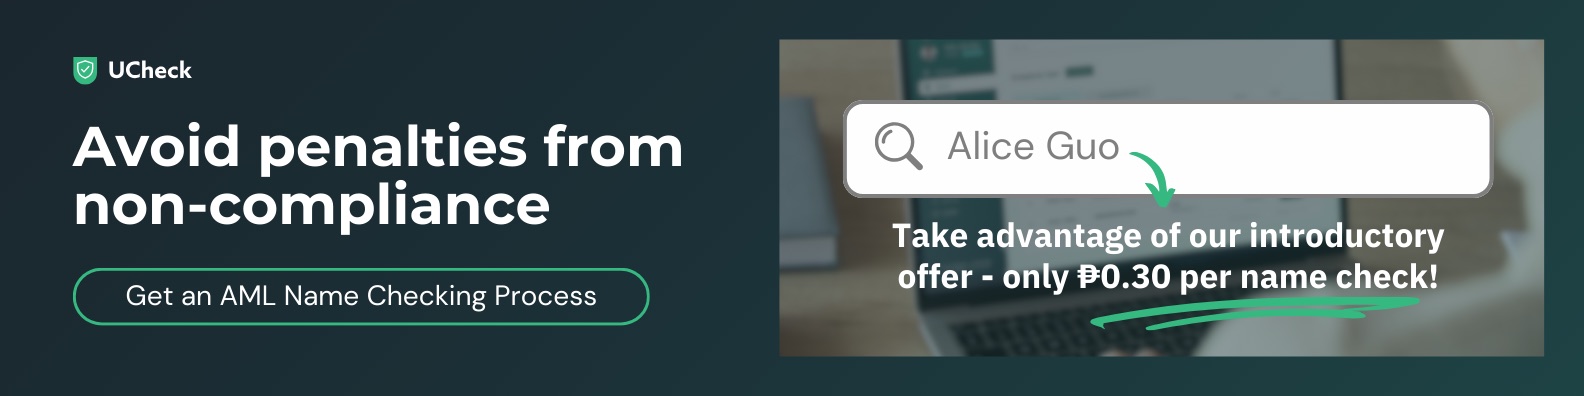 UCheck
Avoid penalties from
non-compliance
Get an AML Name Checking Process
Alice Guo
Take advantage of our introductory
offer - only ₱0.30 per name check!